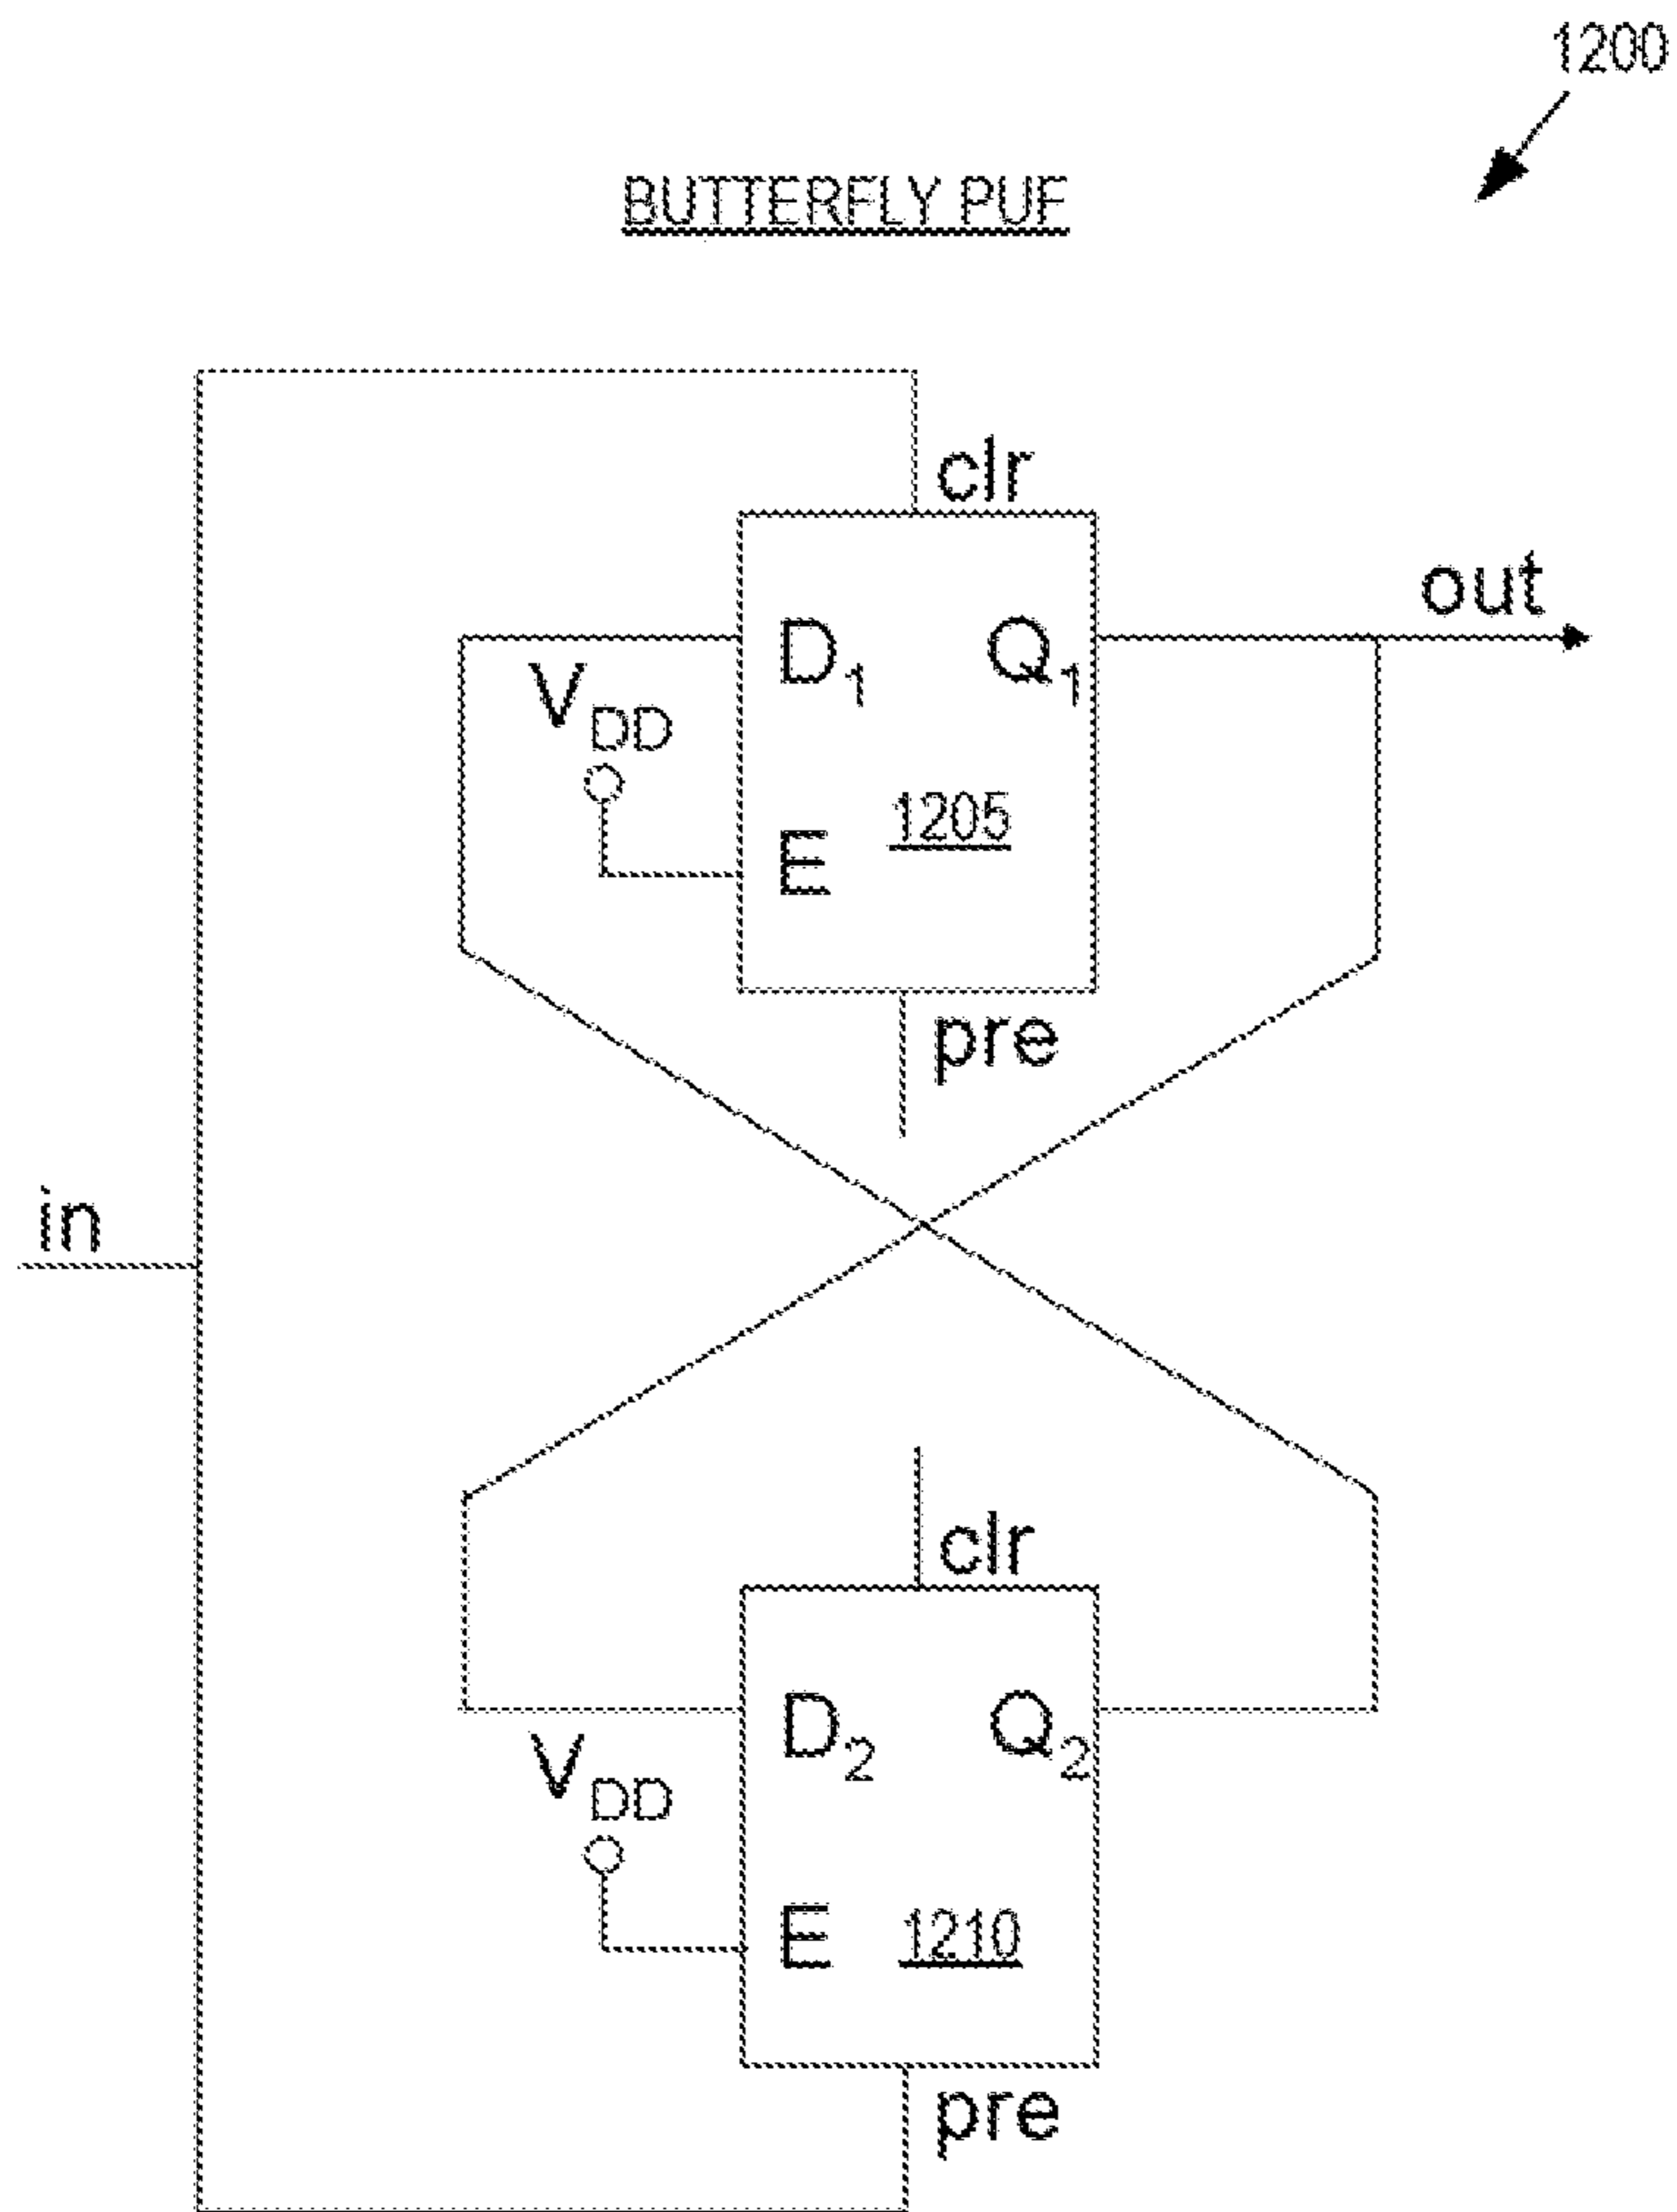 1200
BUTTERFLY PUF
clr
out
D1 Q1
VDD
1205
E
pre
in
clr
D2 Q2
VDD
E 1210
pre